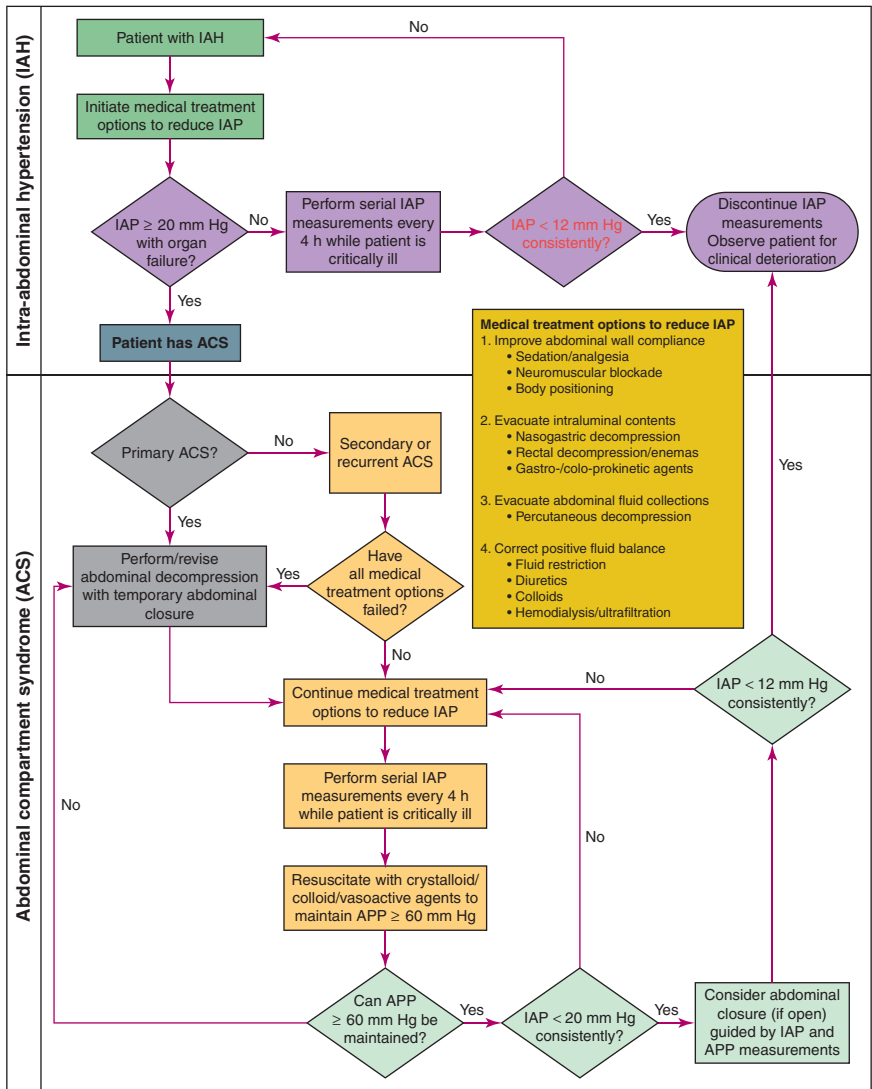 Intra-abdominal hypertension (IAH)
No
Patient with IAH
Initiate medical treatment
options to reduce IAP
IAP ≥ 20 mm Hg
with organ
failure?
No
Perform serial IAP
measurements every
4 h while patient is
critically ill
IAP < 12 mm Hg
consistently?
Yes
Discontinue IAP
measurements
Observe patient for
clinical deterioration
Yes
Patient has ACS
Medical treatment options to reduce IAP
1. Improve abdominal wall compliance
• Sedation/analgesia
• Neuromuscular blockade
• Body positioning
2. Evacuate intraluminal contents
• Nasogastric decompression
• Rectal decompression/enemas
• Gastro-/colo-prokinetic agents
3. Evacuate abdominal fluid collections
• Percutaneous decompression
4. Correct positive fluid balance
• Fluid restriction
• Diuretics
• Colloids
• Hemodialysis/ultrafiltration
Abdominal compartment syndrome (ACS)
Primary ACS?
No
Secondary or
recurrent ACS
Yes
Yes
Perform/revise
abdominal decompression
with temporary abdominal
closure
Yes
Have
all medical
treatment options
failed?
No
Continue medical treatment
options to reduce IAP
No
IAP < 12 mm Hg
consistently?
Perform serial IAP
measurements every 4 h
while patient is critically ill
No
No
Resuscitate with crystalloid/
colloid/vasoactive agents to
maintain APP ≥ 60 mm Hg
Can APP
≥ 60 mm Hg be
maintained?
Yes
IAP < 20 mm Hg
consistently?
Yes
Consider abdominal
closure (if open)
guided by IAP and
APP measurements